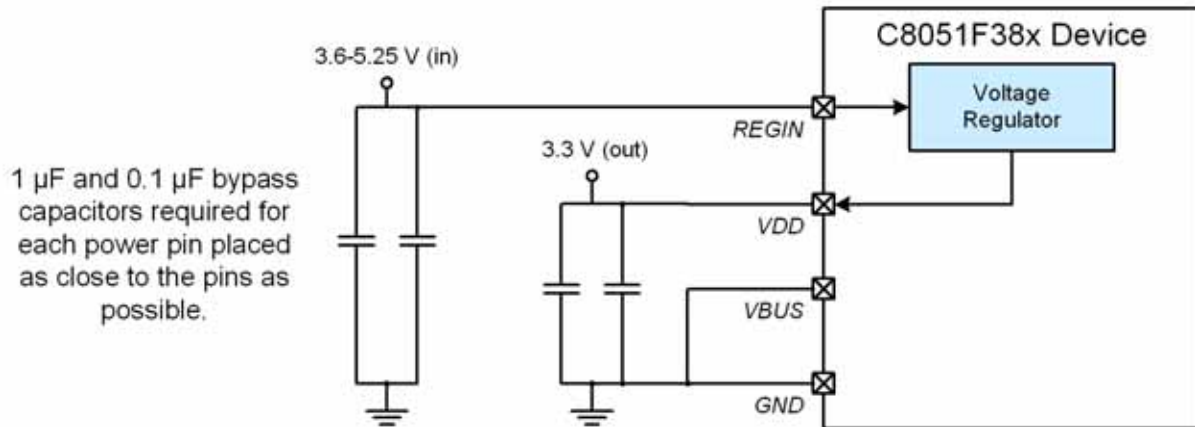 C8051F38x Device
3.6-5.25 V (in)
Voltage
Regulator
REGIN
3.3 V (out)
1 µF and 0.1 µF bypass
capacitors required for
each power pin placed
as close to the pins as
possible.
VDD
VBUS
GND